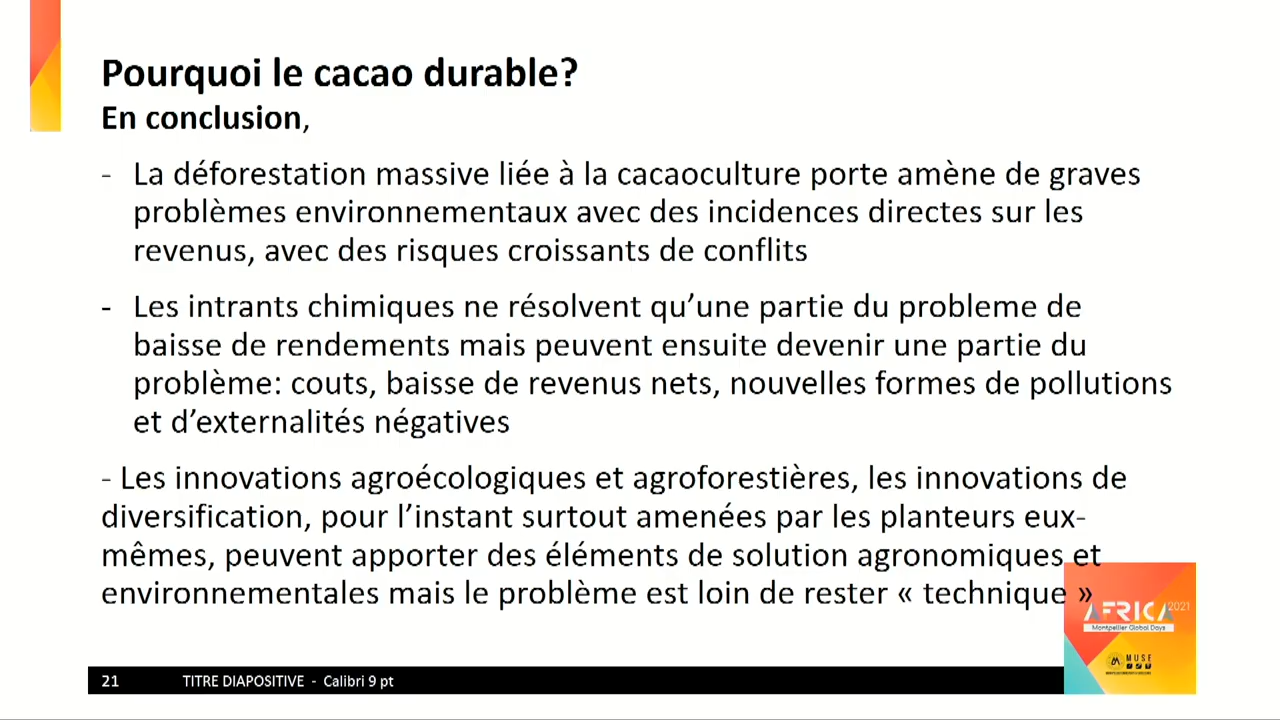 Pourquoi le cacao durable?
En conclusion,
- La déforestation massive liée à la cacaoculture porte amène de graves
problèmes environnementaux avec des incidences directes sur les
revenus, avec des risques croissants de conflits
- Les intrants chimiques ne résolvent qu’une partie du probleme de
baisse de rendements mais peuvent ensuite devenir une partie du
problème: couts, baisse de revenus nets, nouvelles formes de pollutions
et d’externalités négatives
- Les innovations agroécologiques et agroforestières, les innovations de
diversification, pour l’instant surtout amenées par les planteurs eux-
mêmes, peuvent apporter des éléments de solution agronomiques et
environnementales mais le problème est loin de rester « technique »
AFRICA 2021
Montpellier Global Days
MUSE
21 TITRE DIAPOSITIVE - Calibri 9 pt